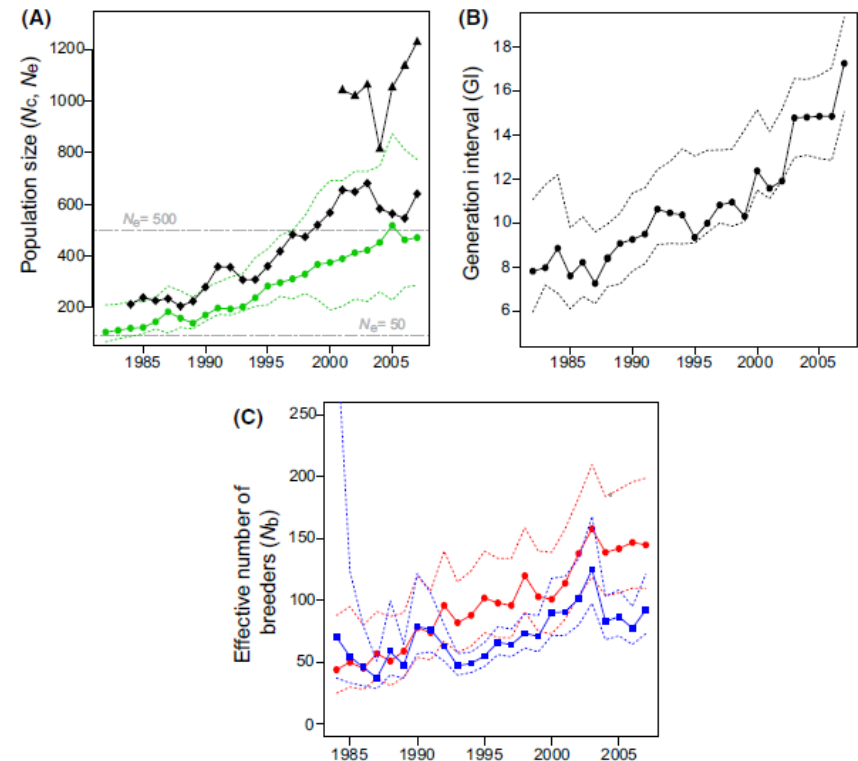 (A)
Population size (Nc, Ne)
1200
1000
800
600
400
200
Ne= 500
Ne= 50
1985 1990 1995 2000 2005
(B)
Generation interval (GI)
18
16
14
12
10
8
6
1985 1990 1995 2000 2005
(C)
Effective number of
breeders (Nb)
250
200
150
100
50
0
1985 1990 1995 2000 2005